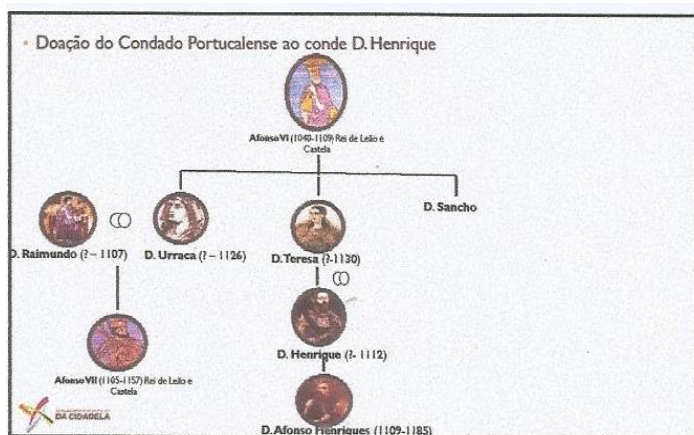 • Doação do Condado Portucalense ao conde D. Henrique
Afonso VI (1040-1109) Rei de Leão e
Castela
D. Sancho
D. Raimundo (? – 1107)
D. Urraca (? – 1126)
D. Teresa (?-1130)
D. Henrique (?- 1112)
Afonso VII (1105-1157) Rei de Leão e
Castela
D. Afonso Henriques (1109-1185)
DA CIDADELA